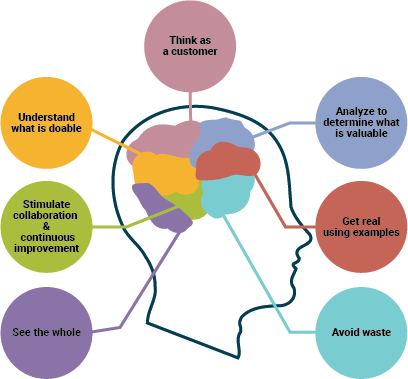 Think as
a customer
Understand
what is doable
Analyze to
determine what
is valuable
Stimulate
collaboration
&
continuous
improvement
Get real
using examples
See the whole
Avoid waste